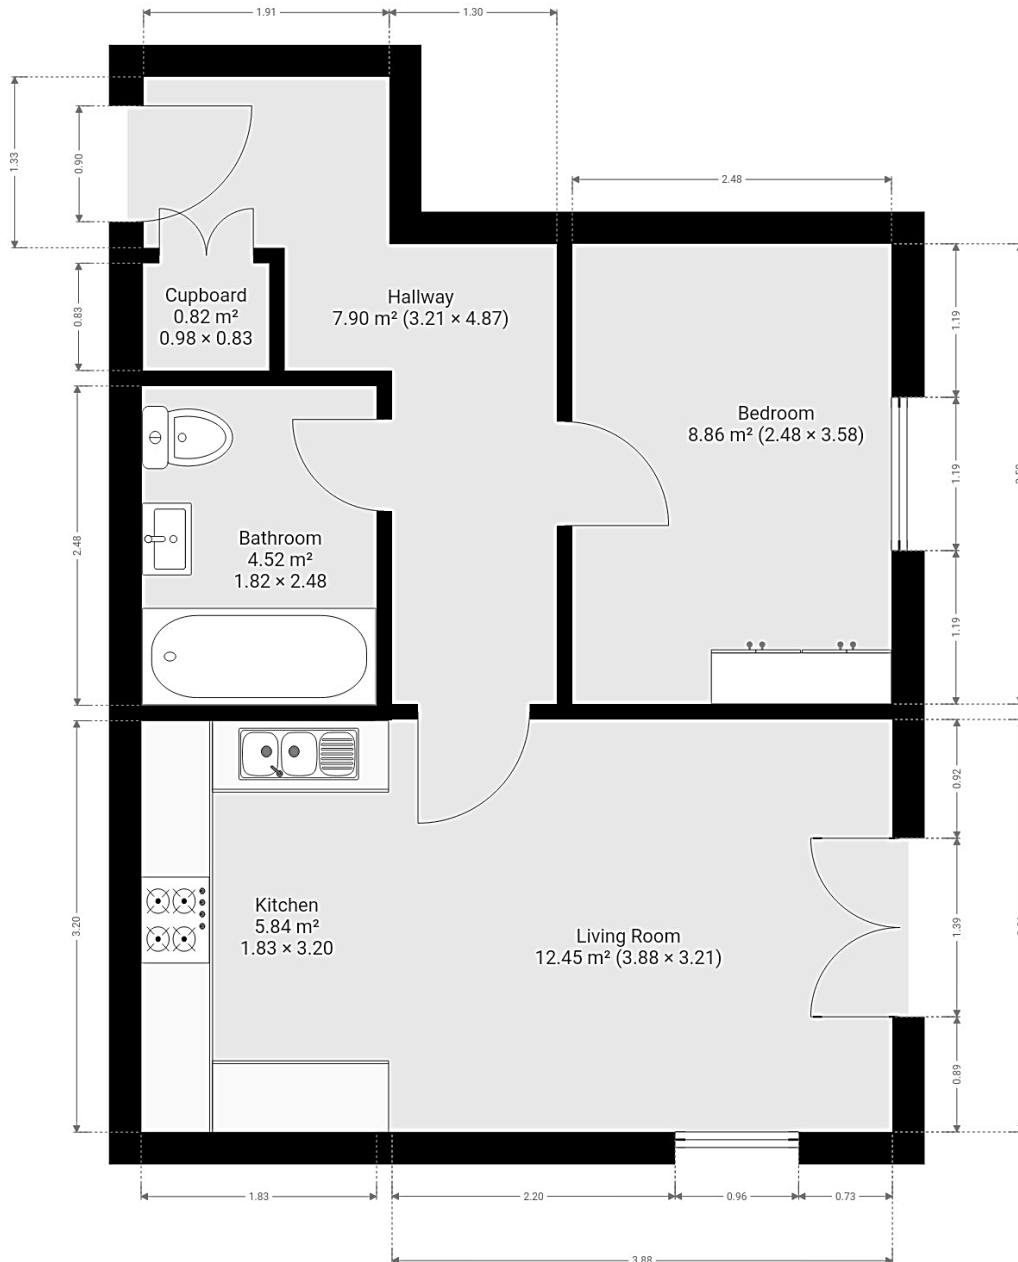 1.91
1.30
1.33
0.90
2.48
Cupboard
0.82 m²
0.98 × 0.83
0.83
Hallway
7.90 m² (3.21 × 4.87)
1.19
Bedroom
8.86 m² (2.48 × 3.58)
1.19
2.48
Bathroom
4.52 m²
1.82 × 2.48
1.19
0.92
3.20
Kitchen
5.84 m²
1.83 × 3.20
Living Room
12.45 m² (3.88 × 3.21)
1.39
0.89
1.83
2.20
0.96
0.73
3.88